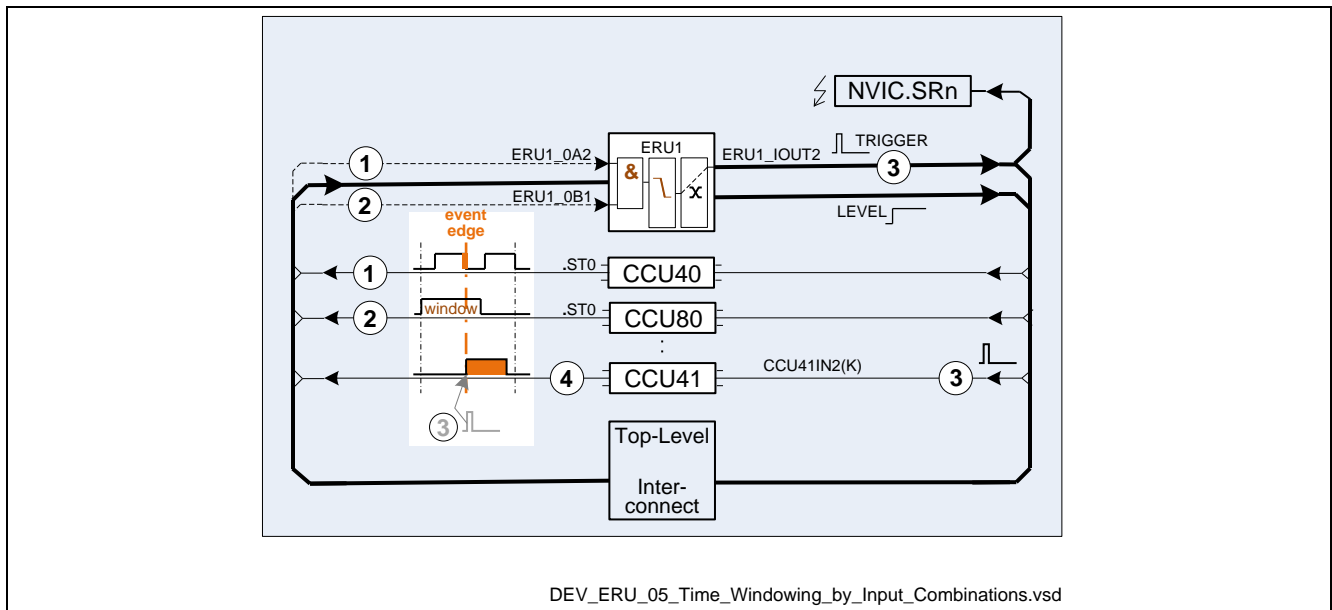 NVIC.SRn
TRIGGER
1
ERU1_0A2
ERU1
ERU1_IOUT2
3
&
x
2
ERU1_0B1
LEVEL
event
edge
1
.ST0
CCU40
window
2
.ST0
CCU80
:
4
CCU41
CCU41IN2(K)
3
3
Top-Level
Inter-
connect
DEV_ERU_05_Time_Windowing_by_Input_Combinations.vsd